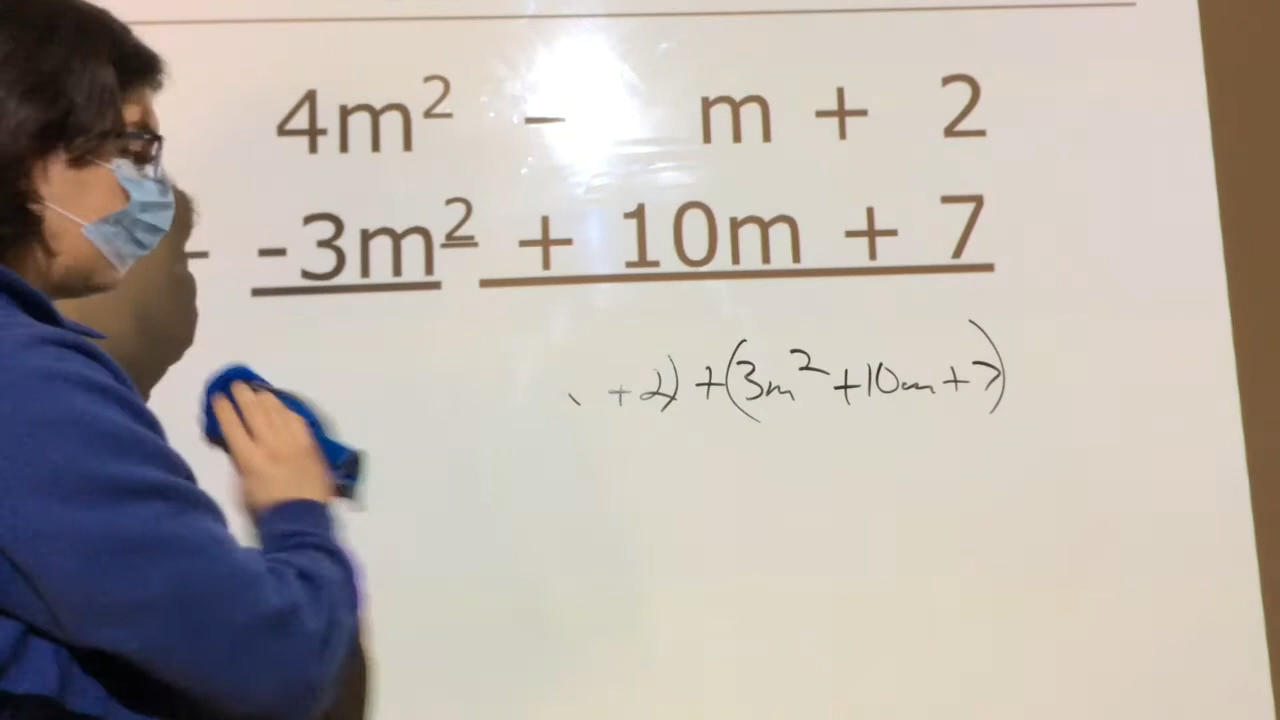 4m² - m + 2
+ -3m² + 10m + 7
+2) +(3m² +10m+7)